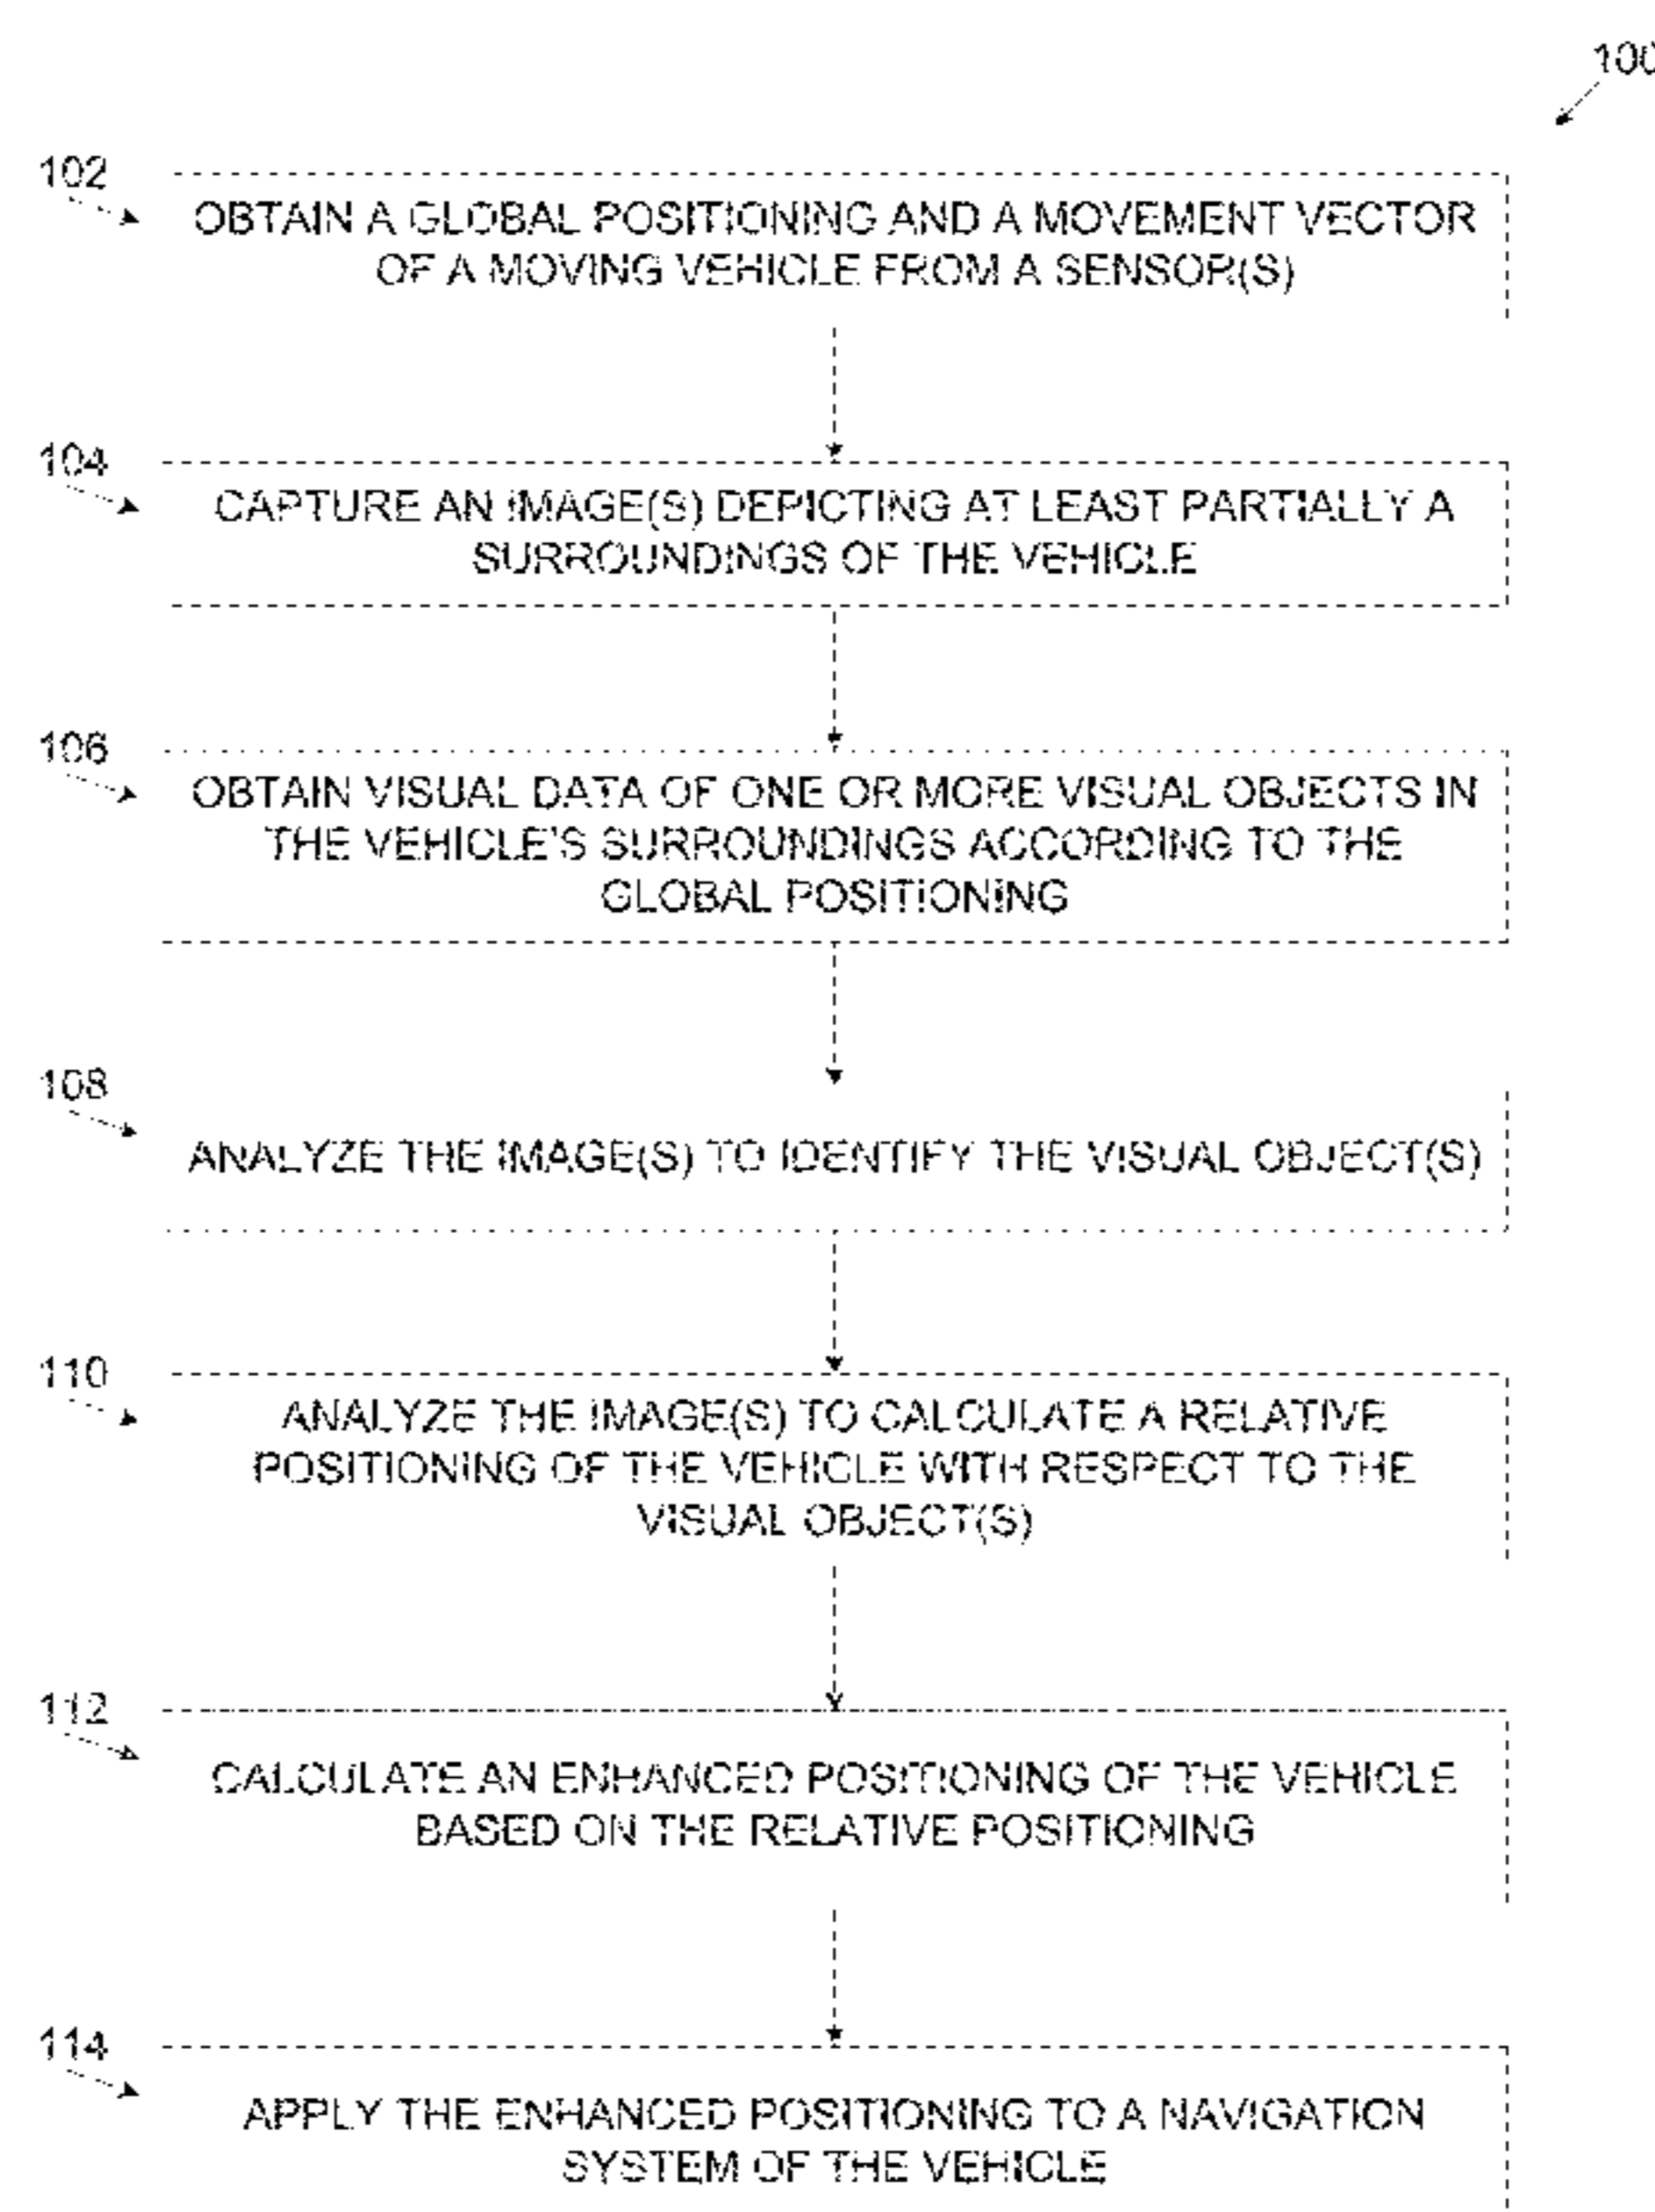 100
102
OBTAIN A GLOBAL POSITIONING AND A MOVEMENT VECTOR
OF A MOVING VEHICLE FROM A SENSOR(S)
104
CAPTURE AN IMAGE(S) DEPICTING AT LEAST PARTIALLY A
SURROUNDINGS OF THE VEHICLE
106
OBTAIN VISUAL DATA OF ONE OR MORE VISUAL OBJECTS IN
THE VEHICLE'S SURROUNDINGS ACCORDING TO THE
GLOBAL POSITIONING
108
ANALYZE THE IMAGE(S) TO IDENTIFY THE VISUAL OBJECT(S)
110
ANALYZE THE IMAGE(S) TO CALCULATE A RELATIVE
POSITIONING OF THE VEHICLE WITH RESPECT TO THE
VISUAL OBJECT(S)
112
CALCULATE AN ENHANCED POSITIONING OF THE VEHICLE
BASED ON THE RELATIVE POSITIONING
114
APPLY THE ENHANCED POSITIONING TO A NAVIGATION
SYSTEM OF THE VEHICLE